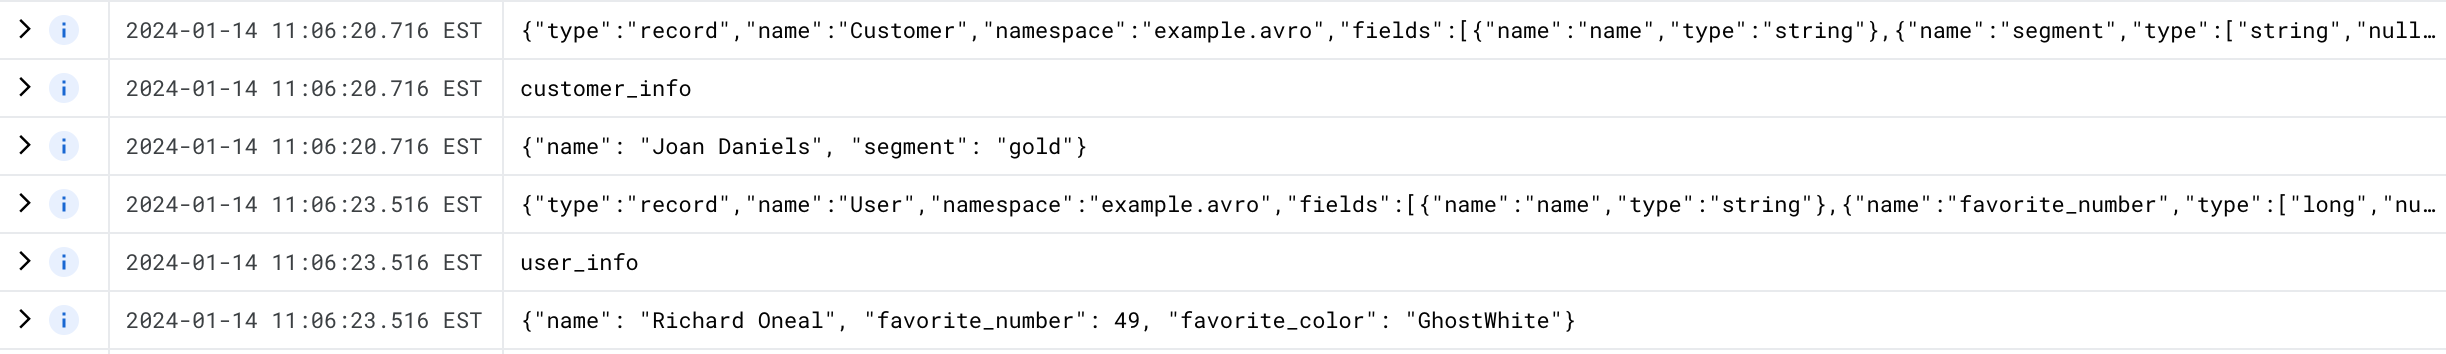 2024-01-14 11:06:20.716 EST {"type":"record","name":"Customer","namespace":"example.avro","fields":[{"name":"name","type":"string"},{"name":"segment","type":["string","null…
2024-01-14 11:06:20.716 EST customer_info
2024-01-14 11:06:20.716 EST {"name": "Joan Daniels", "segment": "gold"}
2024-01-14 11:06:23.516 EST {"type":"record","name":"User","namespace":"example.avro","fields":[{"name":"name","type":"string"},{"name":"favorite_number","type":["long","nu…
2024-01-14 11:06:23.516 EST user_info
2024-01-14 11:06:23.516 EST {"name": "Richard Oneal", "favorite_number": 49, "favorite_color": "GhostWhite"}